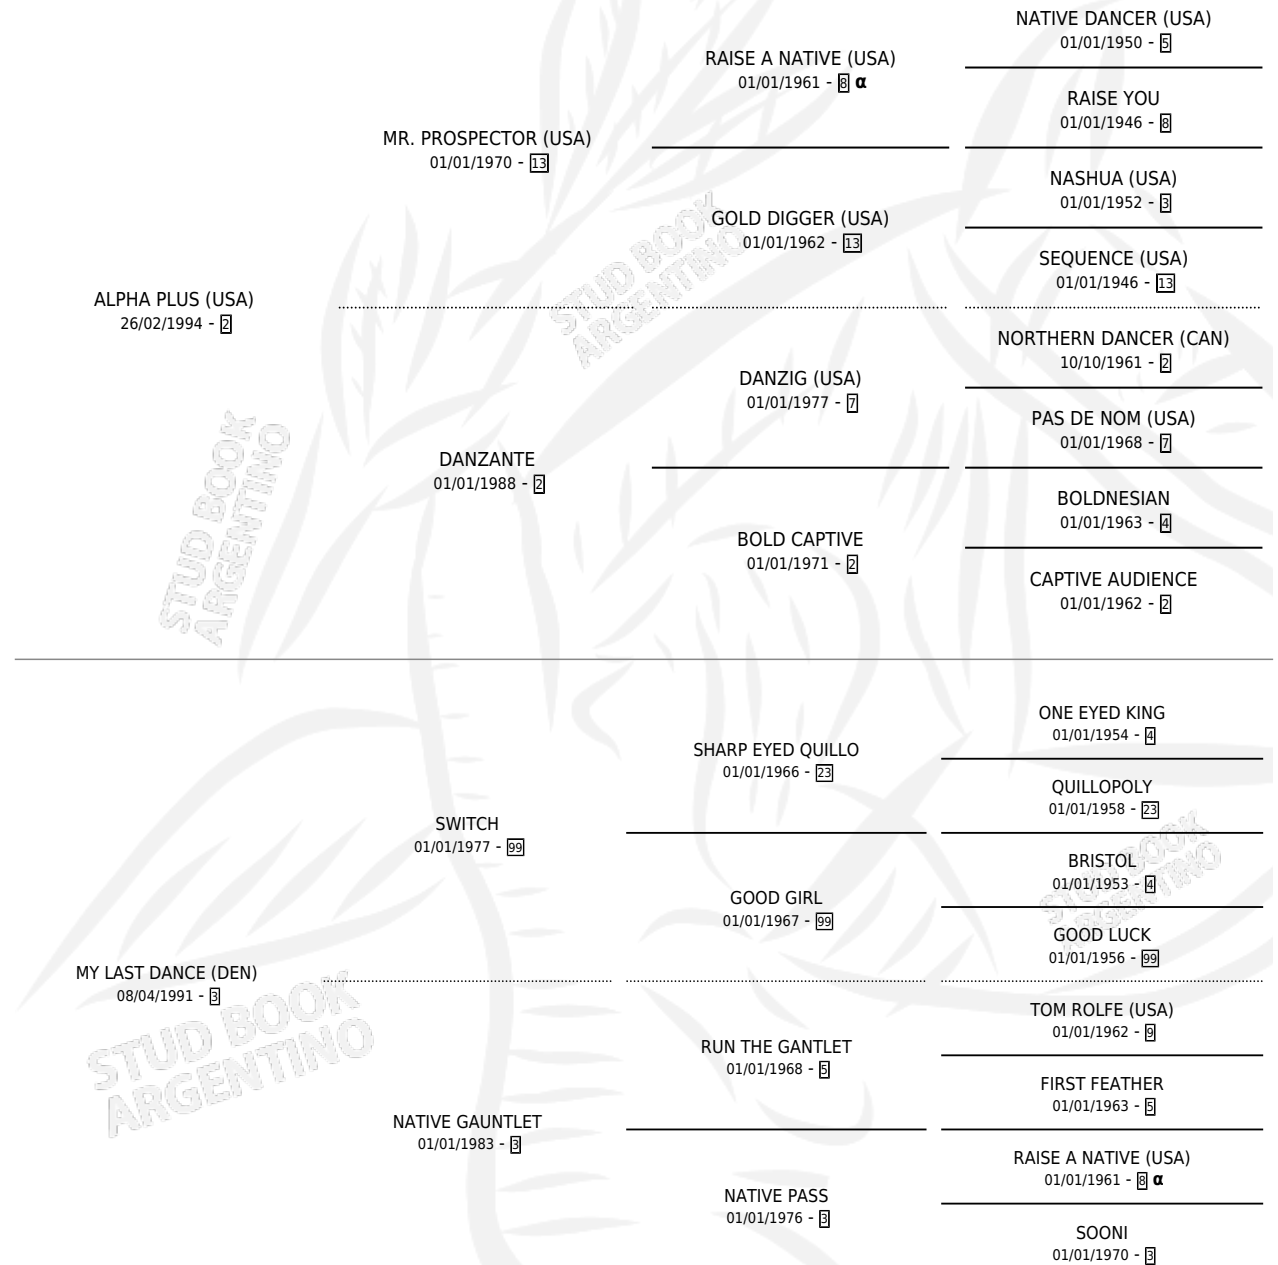 NATIVE DANCER (USA)
01/01/1950 - 5
RAISE A NATIVE (USA)
01/01/1961 - 8 α
RAISE YOU
01/01/1946 - 8
MR. PROSPECTOR (USA)
01/01/1970 - 13
NASHUA (USA)
01/01/1952 - 3
GOLD DIGGER (USA)
01/01/1962 - 13
SEQUENCE (USA)
01/01/1946 - 13
ALPHA PLUS (USA)
26/02/1994 - 2
NORTHERN DANCER (CAN)
10/10/1961 - 2
DANZIG (USA)
01/01/1977 - 7
PAS DE NOM (USA)
01/01/1968 - 7
DANZANTE
01/01/1988 - 2
BOLDNESIAN
01/01/1963 - 4
BOLD CAPTIVE
01/01/1971 - 2
CAPTIVE AUDIENCE
01/01/1962 - 2
STUD BOOK
ARGENTINO
STUD BOOK
ARGENTINO
ONE EYED KING
01/01/1954 - 4
SHARP EYED QUILLO
01/01/1966 - 23
QUILLOPOLY
01/01/1958 - 23
SWITCH
01/01/1977 - 99
BRISTOL
01/01/1953 - 4
GOOD GIRL
01/01/1967 - 99
GOOD LUCK
01/01/1956 - 99
MY LAST DANCE (DEN)
08/04/1991 - 3
TOM ROLFE (USA)
01/01/1962 - 9
RUN THE GANTLET
01/01/1968 - 5
FIRST FEATHER
01/01/1963 - 5
NATIVE GAUNTLET
01/01/1983 - 3
RAISE A NATIVE (USA)
01/01/1961 - 8 α
NATIVE PASS
01/01/1976 - 3
SOONI
01/01/1970 - 3
STUD BOOK
ARGENTINO
STUD BOOK
ARGENTINO